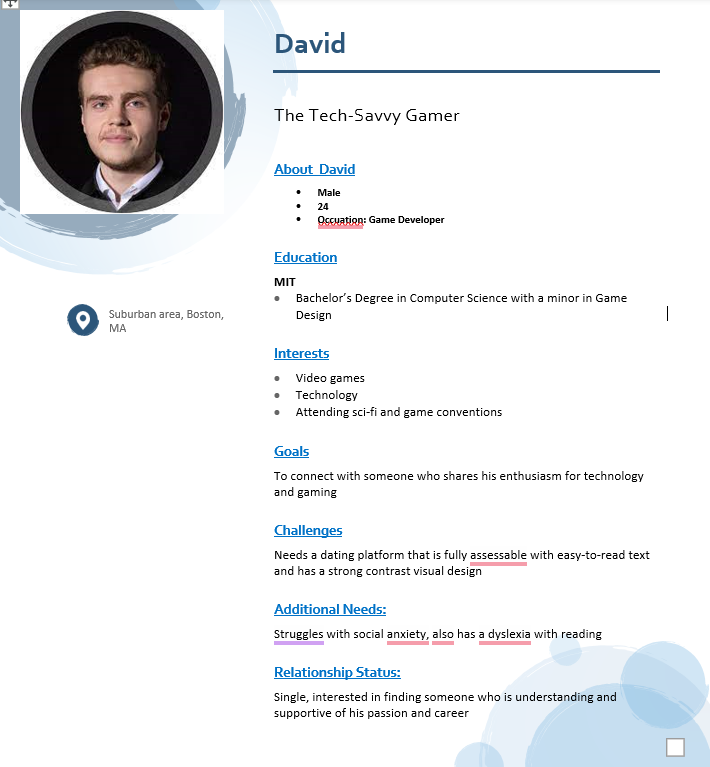 David
The Tech-Savvy Gamer
About  David
• Male
• 24
• Occuation: Game Developer
Suburban area, Boston,
MA
Education
MIT
• Bachelor’s Degree in Computer Science with a minor in Game
Design
Interests
• Video games
• Technology
• Attending sci-fi and game conventions
Goals
To connect with someone who shares his enthusiasm for technology
and gaming
Challenges
Needs a dating platform that is fully assessable with easy-to-read text
and has a strong contrast visual design
Additional Needs:
Struggles with social anxiety, also has a dyslexia with reading
Relationship Status:
Single, interested in finding someone who is understanding and
supportive of his passion and career